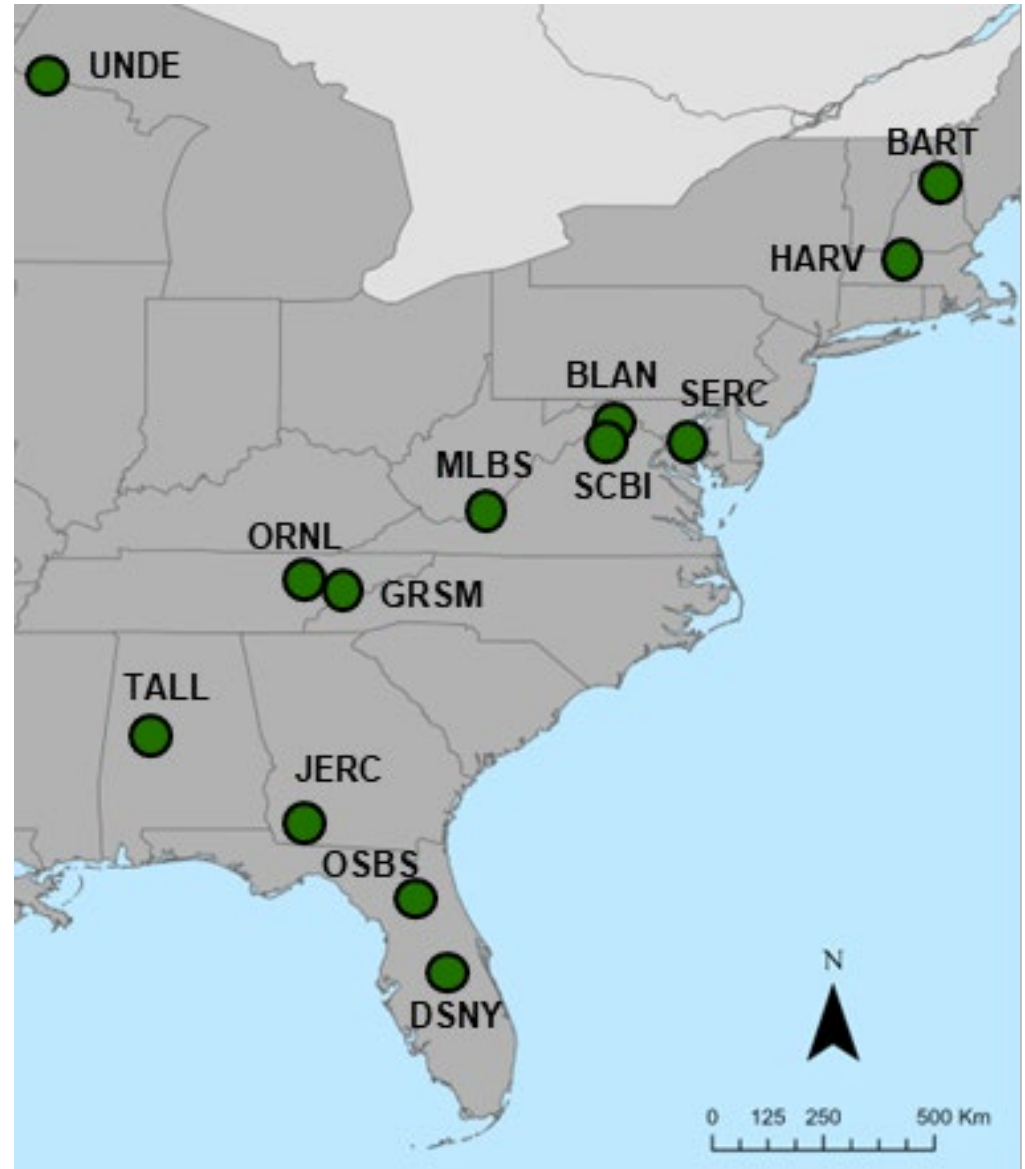 UNDE
BART
HARV
BLAN
SERC
MLBS
SCBI
ORNL
GRSM
TALL
JERC
OSBS
DSNY
N
0 125 250 500 Km